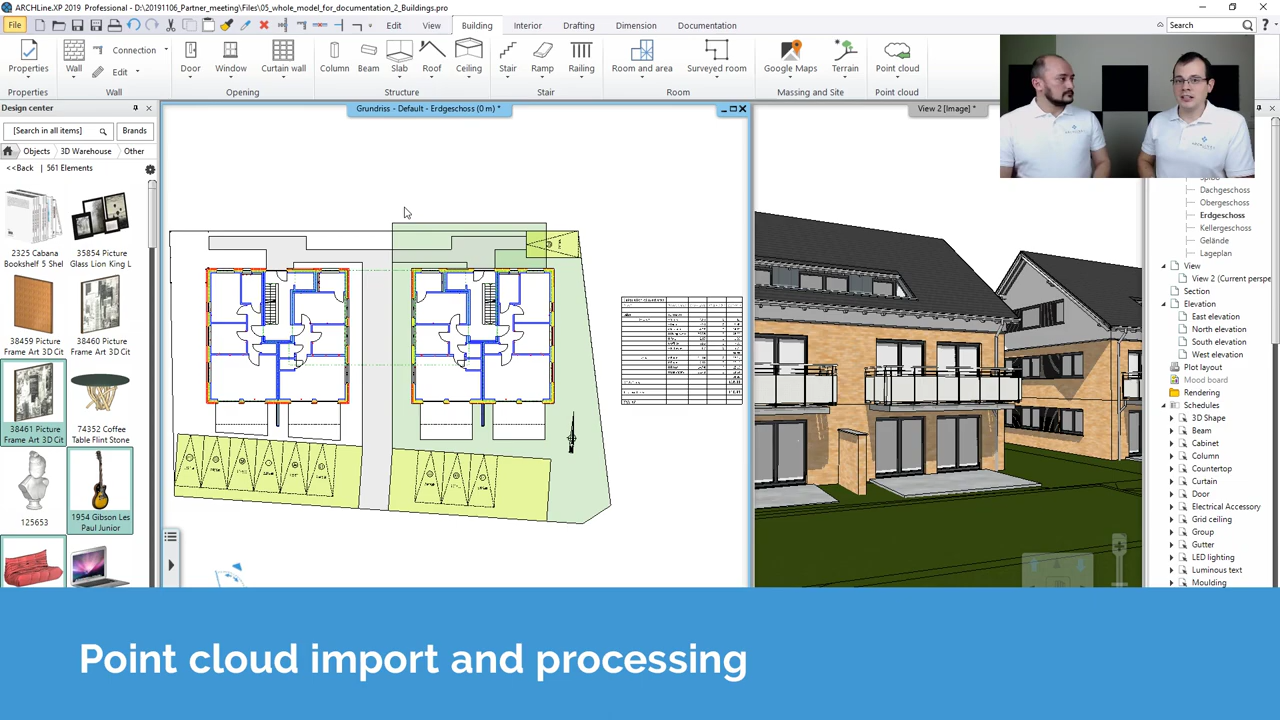 ARCHLine.XP 2019 Professional - D:\20191106_Partner_meeting\Files\05_whole_model_for_documentation_2_Buildings.pro
File
Edit
View
Building
Interior
Drafting
Dimension
Documentation
Search
Properties
Wall
Connection
Edit
Door
Window
Curtain wall
Column
Beam
Slab
Roof
Ceiling
Stair
Ramp
Railing
Room and area
Surveyed room
Google Maps
Terrain
Point cloud
Properties
Wall
Opening
Structure
Stair
Room
Massing and Site
Point cloud
Design center
[Search in all items]
Brands
Objects
3D Warehouse
Other
<<Back
561 Elements
2325 Cabana
Bookshelf 5 Shel
35854 Picture
Glass Lion King L
38459 Picture
Frame Art 3D Cit
38460 Picture
Frame Art 3D Cit
38461 Picture
Frame Art 3D Cit
74352 Coffee
Table Flint Stone
125653
1954 Gibson Les
Paul Junior
Grundriss - Default - Erdgeschoss (0 m) *
View 2 [Image] *
Dachgeschoss
Obergeschoss
Erdgeschoss
Kellergeschoss
Gelände
Lageplan
View
View 2 (Current perspe
Section
Elevation
East elevation
North elevation
South elevation
West elevation
Plot layout
Mood board
Rendering
Schedules
3D Shape
Beam
Cabinet
Column
Countertop
Curtain
Door
Electrical Accessory
Grid ceiling
Group
Gutter
LED lighting
Luminous text
Moulding
Point cloud import and processing